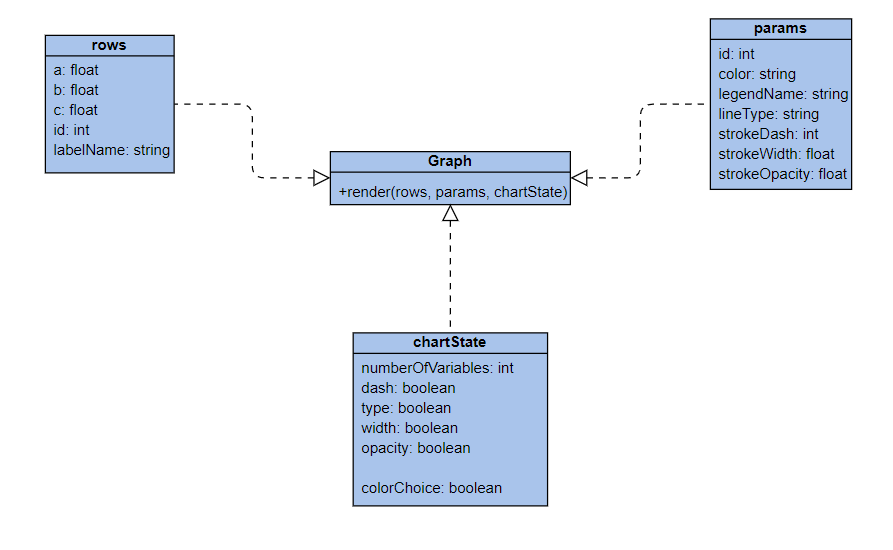 rows
a: float
b: float
c: float
id: int
labelName: string
params
id: int
color: string
legendName: string
lineType: string
strokeDash: int
strokeWidth: float
strokeOpacity: float
Graph
+render(rows, params, chartState)
chartState
numberOfVariables: int
dash: boolean
type: boolean
width: boolean
opacity: boolean
colorChoice: boolean